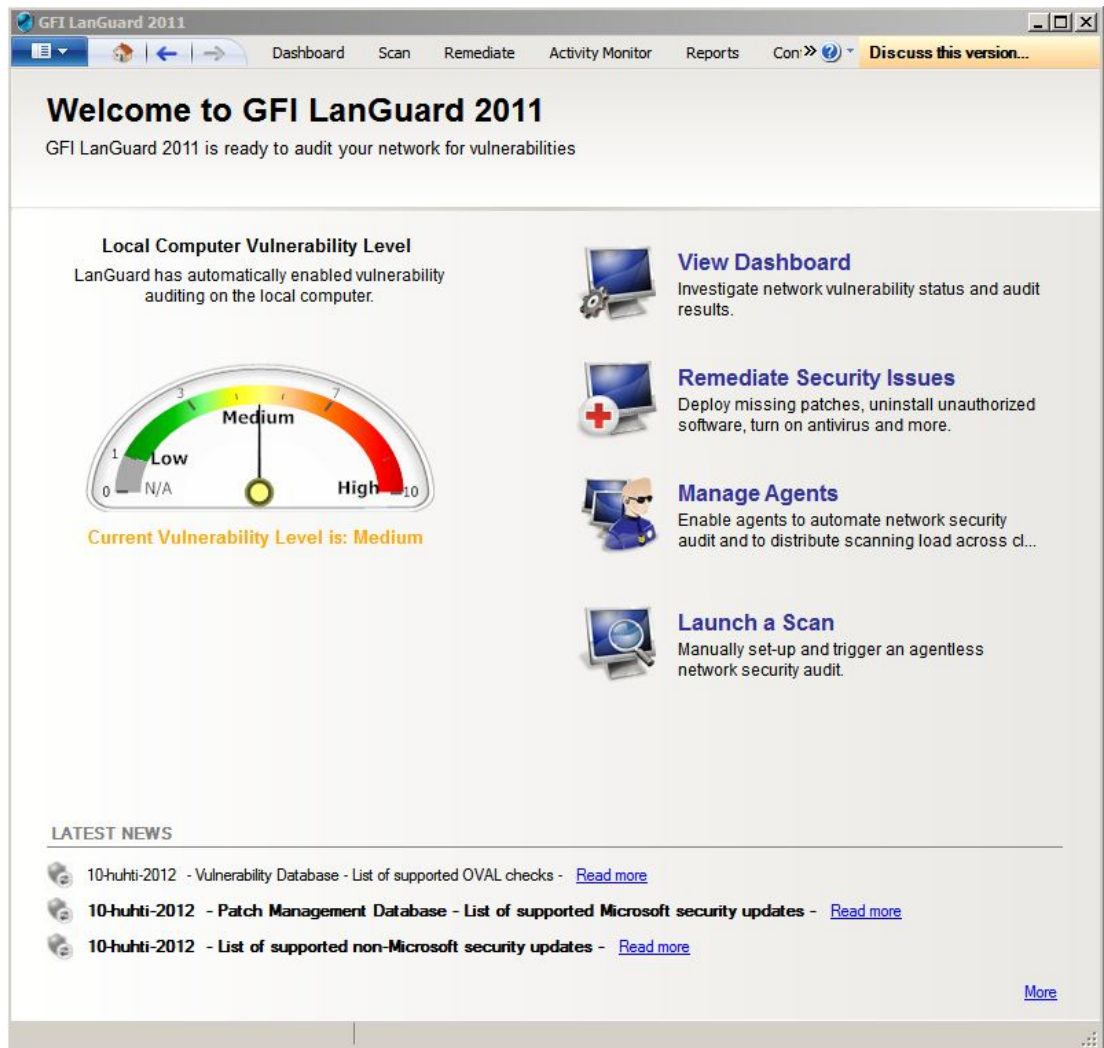 GFI LanGuard 2011
Dashboard Scan Remediate Activity Monitor Reports Con Discuss this version...
Welcome to GFI LanGuard 2011
GFI LanGuard 2011 is ready to audit your network for vulnerabilities
Local Computer Vulnerability Level
LanGuard has automatically enabled vulnerability
auditing on the local computer.
3 7
Medium
1 Low
0 N/A High 10
Current Vulnerability Level is: Medium
View Dashboard
Investigate network vulnerability status and audit
results.
Remediate Security Issues
Deploy missing patches, uninstall unauthorized
software, turn on antivirus and more.
Manage Agents
Enable agents to automate network security
audit and to distribute scanning load across cl...
Launch a Scan
Manually set-up and trigger an agentless
network security audit.
LATEST NEWS
10-huhti-2012 - Vulnerability Database - List of supported OVAL checks - Read more
10-huhti-2012 - Patch Management Database - List of supported Microsoft security updates - Read more
10-huhti-2012 - List of supported non-Microsoft security updates - Read more
More